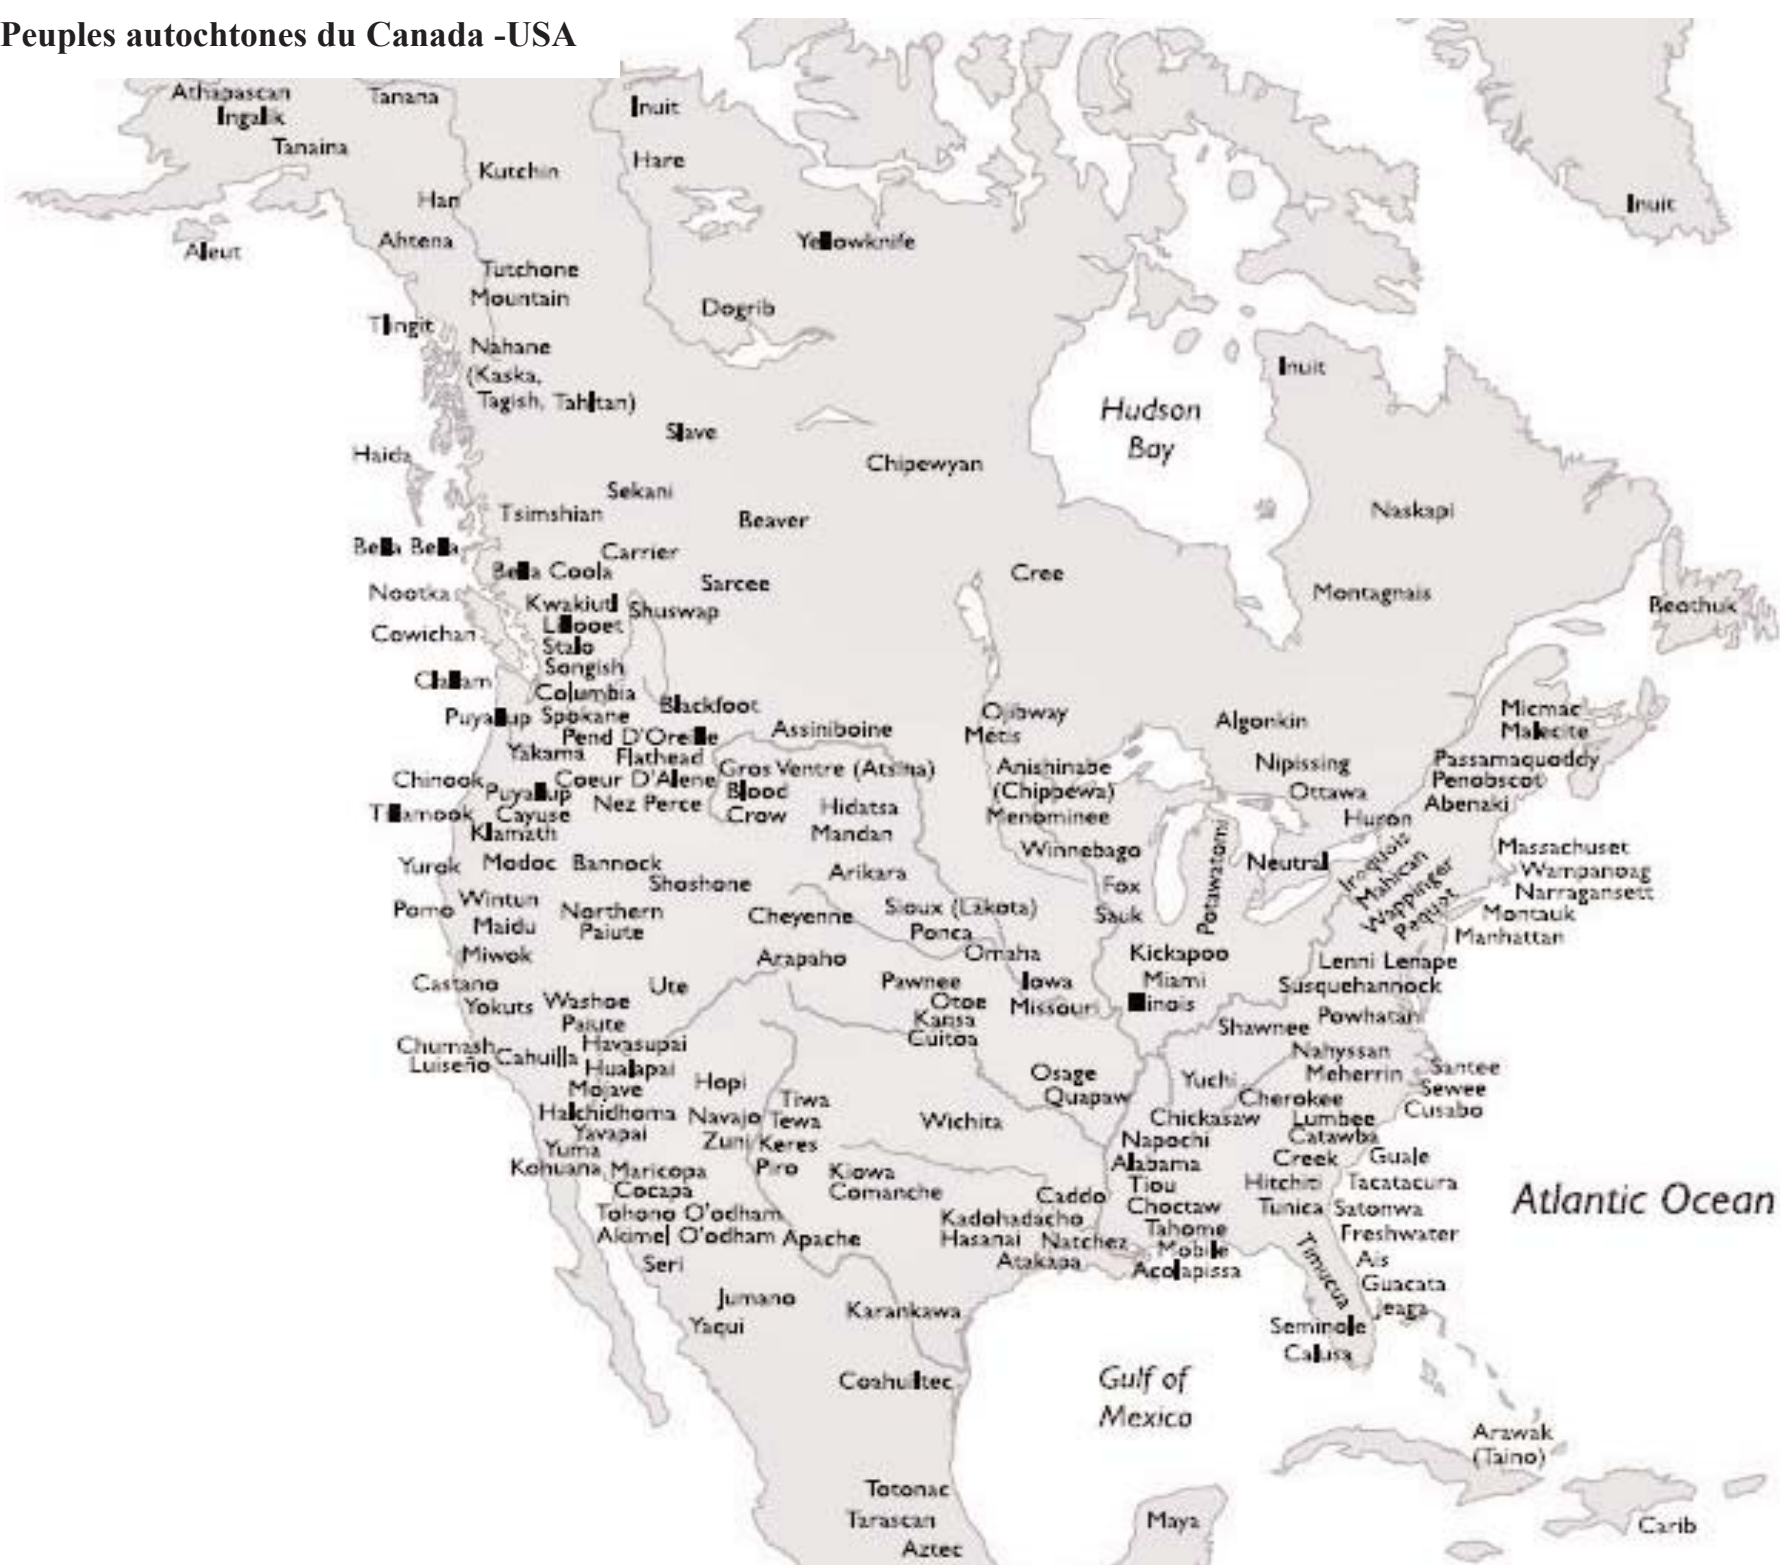 Peuples autochtones du Canada -USA
Athapascan
Ingalik
Tanana
Tanaina
Inuit
Hare
Kutchin
Han
Inuit
Ahtena
Aleut
Yellowknife
Tutchone
Mountain
Dogrib
Tlingit
Nahane
(Kaska,
Tagish, Tahltan)
Inuit
Hudson
Bay
Slave
Haida
Chipewyan
Sekani
Tsimshian
Beaver
Naskapi
Bella Bella
Carrier
Bella Coola
Sarcee
Cree
Nootka
Montagnais
Kwakiutl
Shuswap
Beothuk
Lillooet
Cowichan
Stalo
Songish
Clallam
Columbia
Blackfoot
Puyallup
Spokane
Assiniboine
Ojibway
Algonkin
Micmac
Malecite
Pend D'Oreille
Métis
Yakama
Flathead
Gros Ventre (Atsina)
Anishinabe
(Chippewa)
Nipissing
Passamaquoddy
Penobscot
Chinook
Coeur D'Alene
Puyallup
Blood
Ottawa
Nez Perce
Hidatsa
Abenaki
Tillamook
Cayuse
Crow
Menominee
Huron
Klamath
Mandan
Iroquois
Mahican
Wappinger
Paquot
Massachuset
Wampanoag
Narragansett
Montauk
Manhattan
Yurok
Modoc
Bannock
Winnebago
Potawatomi
Neutral
Shoshone
Arikara
Fox
Pomo
Wintun
Northern
Paiute
Cheyenne
Sioux (Lakota)
Sauk
Maidu
Ponca
Miwok
Arapaho
Omaha
Kickapoo
Lenni Lenape
Castano
Ute
Pawnee
Iowa
Miami
Susquehannock
Yokuts
Washoe
Otoe
Missouri
Illinois
Paiute
Kansa
Shawnee
Powhatan
Cuitoa
Chumash
Havasupai
Nahyssan
Luiseño
Cahuilla
Hualapai
Osage
Meherrin
Santee
Mojave
Hopi
Quapaw
Yuchi
Sewee
Tiwa
Cherokee
Halchidhoma
Navajo
Tewa
Wichita
Chickasaw
Lumbee
Cusabo
Yavapai
Zuni
Keres
Napochi
Catawba
Yuma
Kohuana
Maricopa
Piro
Kiowa
Alabama
Creek
Guale
Cocapa
Comanche
Caddo
Tiou
Hitchiti
Tacatacura
Tohono O'odham
Kadohadacho
Choctaw
Tunica
Satonwa
Atlantic Ocean
Akimel O'odham
Apache
Hasanai
Natchez
Tahome
Freshwater
Seri
Atakapa
Mobile
Timucua
Ais
Acolapissa
Guacata
Jumano
Karankawa
Jeaga
Yaqui
Seminole
Calusa
Coahuiltec
Gulf of
Mexico
Arawak
(Taino)
Totonac
Tarascan
Maya
Carib
Aztec